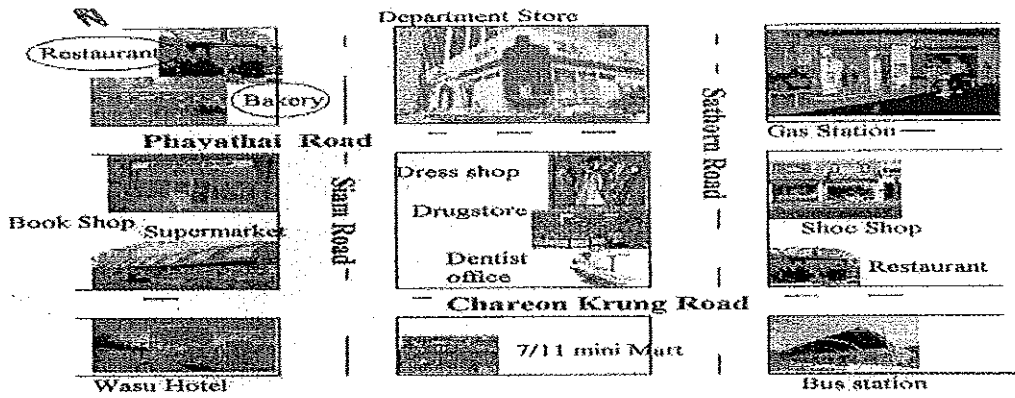 N
Department Store
Restaurant
Bakery
Gas Station
Phayathai Road
Siam Road
Sathorn Road
Book Shop
Supermarket
Dress shop
Drugstore
Dentist
office
Shoe Shop
Restaurant
Chareon Krung Road
Wasu Hotel
7/11 mini Mart
Bus station